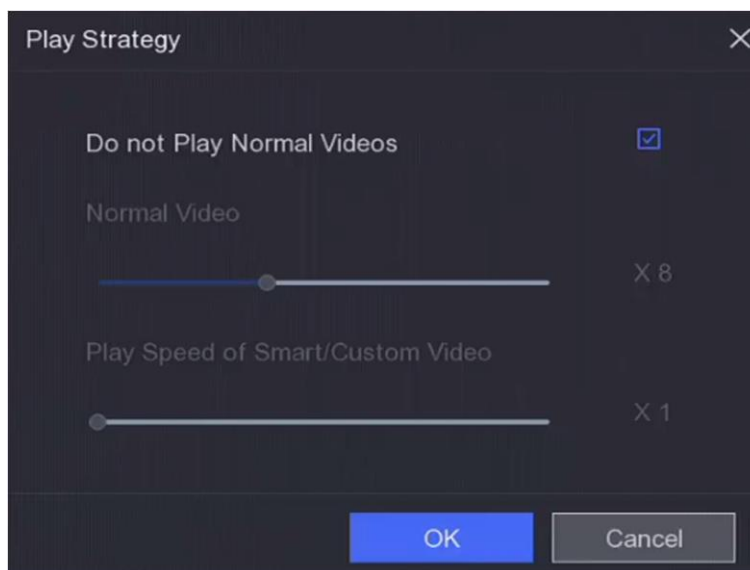 Play Strategy
Do not Play Normal Videos
Normal Video
X 8
Play Speed of Smart/Custom Video
X 1
OK
Cancel